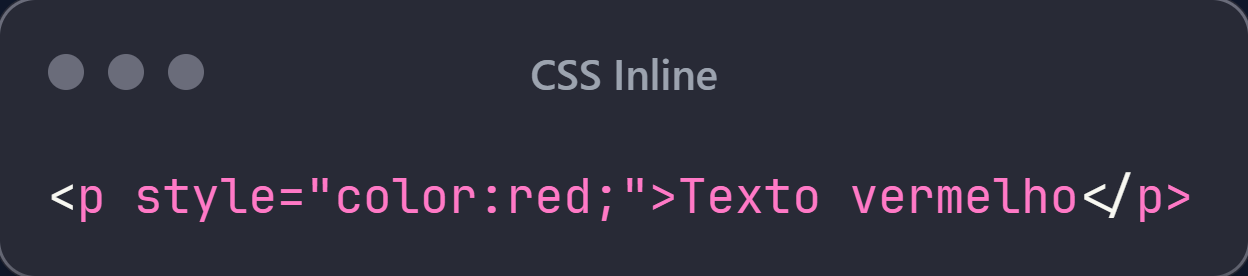 CSS Inline
<p style="color:red;">Texto vermelho</p>